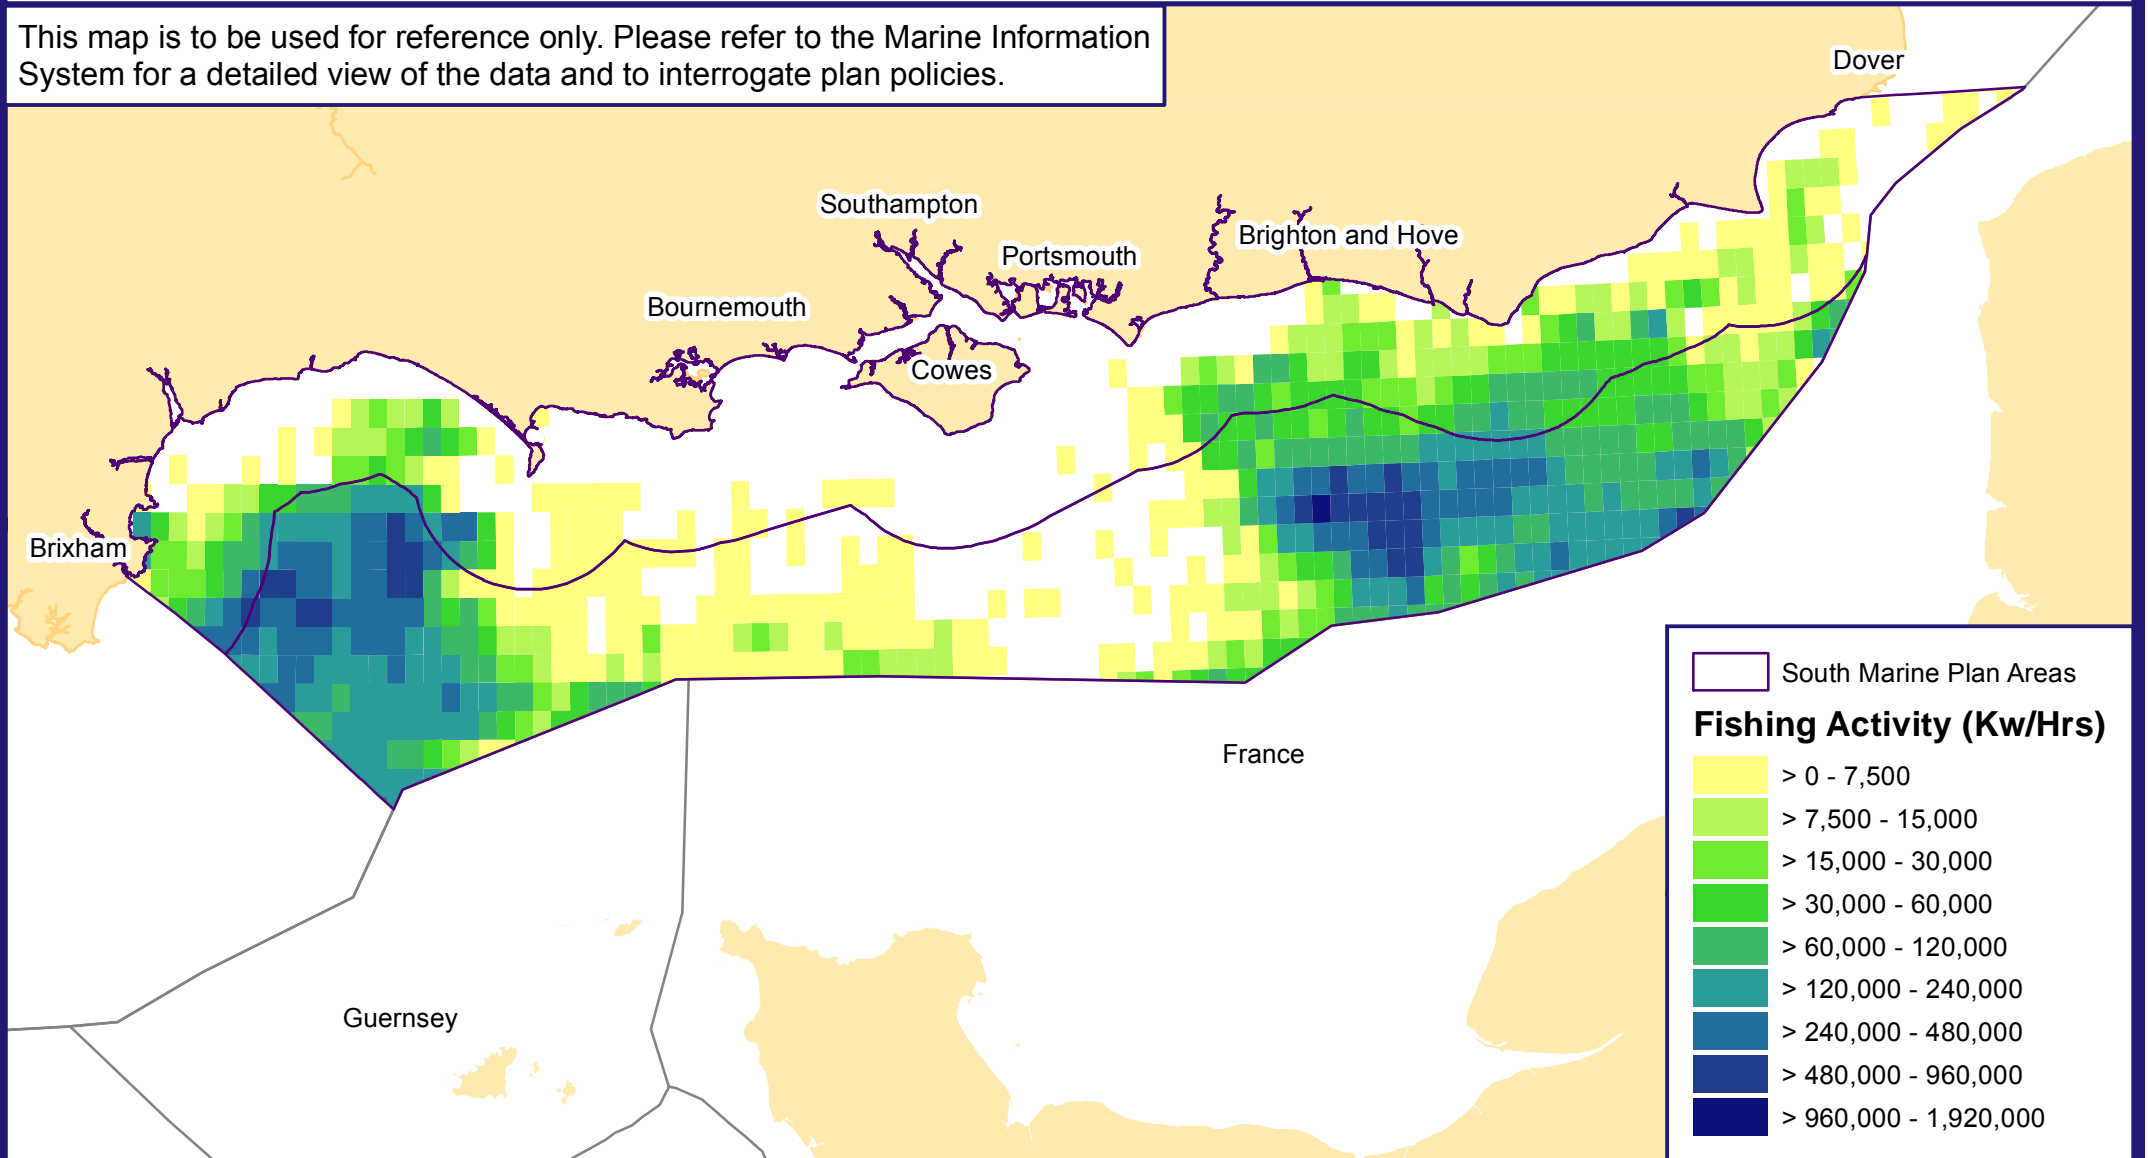 This map is to be used for reference only. Please refer to the Marine Information
System for a detailed view of the data and to interrogate plan policies.
Dover
Southampton
Brighton and Hove
Portsmouth
Bournemouth
Cowes
Brixham
South Marine Plan Areas
Fishing Activity (Kw/Hrs)
> 0 - 7,500
> 7,500 - 15,000
> 15,000 - 30,000
> 30,000 - 60,000
> 60,000 - 120,000
> 120,000 - 240,000
> 240,000 - 480,000
> 480,000 - 960,000
> 960,000 - 1,920,000
France
Guernsey